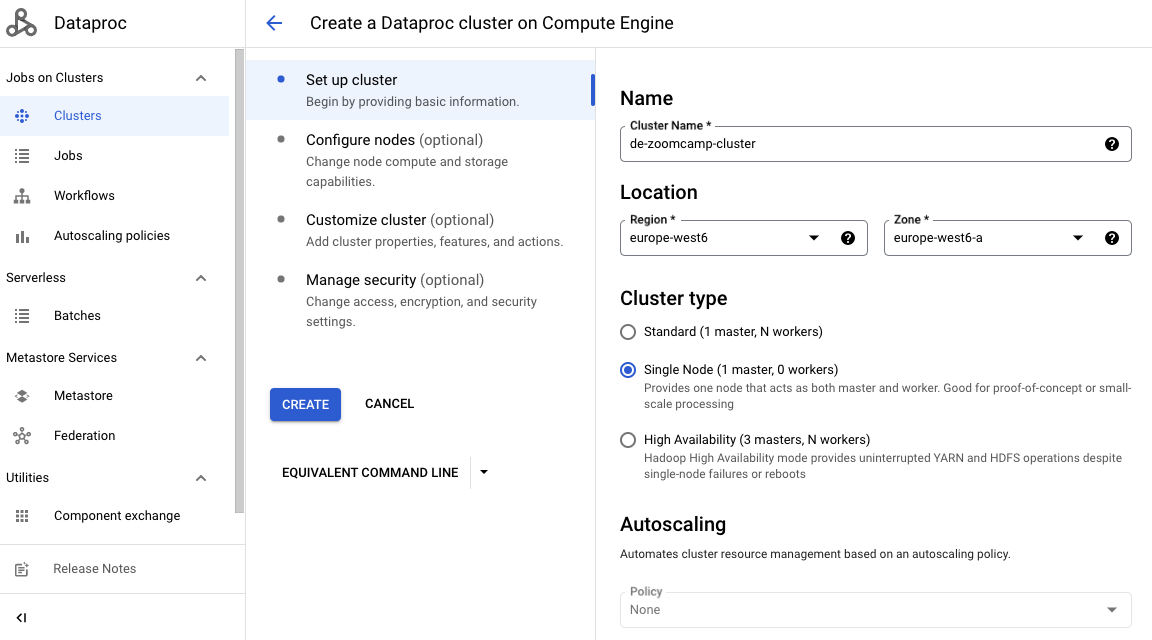 Dataproc
Create a Dataproc cluster on Compute Engine
Jobs on Clusters
Clusters
Jobs
Workflows
Autoscaling policies
Serverless
Batches
Metastore Services
Metastore
Federation
Utilities
Component exchange
Release Notes
Set up cluster
Begin by providing basic information.
Configure nodes (optional)
Change node compute and storage
capabilities.
Customize cluster (optional)
Add cluster properties, features, and actions.
Manage security (optional)
Change access, encryption, and security
settings.
CREATE
CANCEL
EQUIVALENT COMMAND LINE
Name
Cluster Name *
de-zoomcamp-cluster
Location
Region *
europe-west6
Zone *
europe-west6-a
Cluster type
Standard (1 master, N workers)
Single Node (1 master, 0 workers)
Provides one node that acts as both master and worker. Good for proof-of-concept or small-
scale processing
High Availability (3 masters, N workers)
Hadoop High Availability mode provides uninterrupted YARN and HDFS operations despite
single-node failures or reboots
Autoscaling
Automates cluster resource management based on an autoscaling policy.
Policy
None